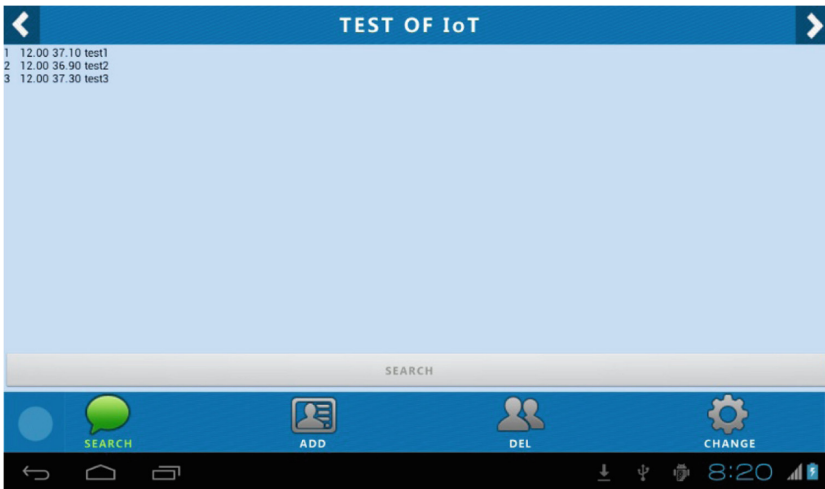 TEST OF IoT
1 12.00 37.10 test1
2 12.00 36.90 test2
3 12.00 37.30 test3
SEARCH
SEARCH ADD DEL CHANGE
8:20